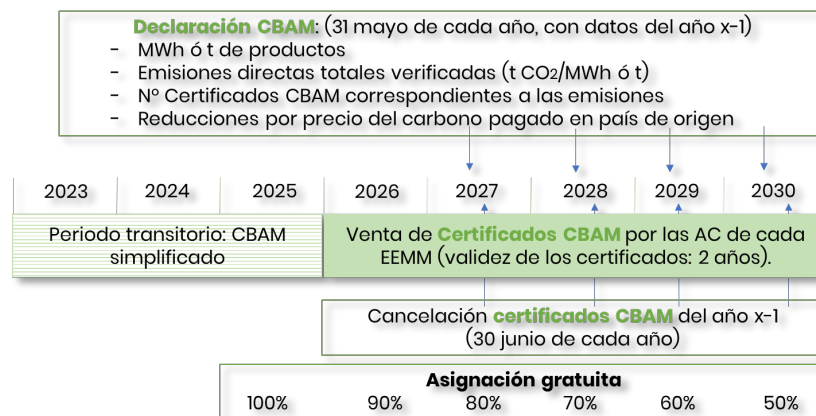 Declaración CBAM: (31 mayo de cada año, con datos del año x-1)
- MWh ó t de productos
- Emisiones directas totales verificadas (t CO2/MWh ó t)
- Nº Certificados CBAM correspondientes a las emisiones
- Reducciones por precio del carbono pagado en país de origen
2023 2024 2025 2026 2027 2028 2029 2030
Periodo transitorio: CBAM
simplificado
Venta de Certificados CBAM por las AC de cada
EEMM (validez de los certificados: 2 años).
Cancelación certificados CBAM del año x-1
(30 junio de cada año)
Asignación gratuita
100% 90% 80% 70% 60% 50%